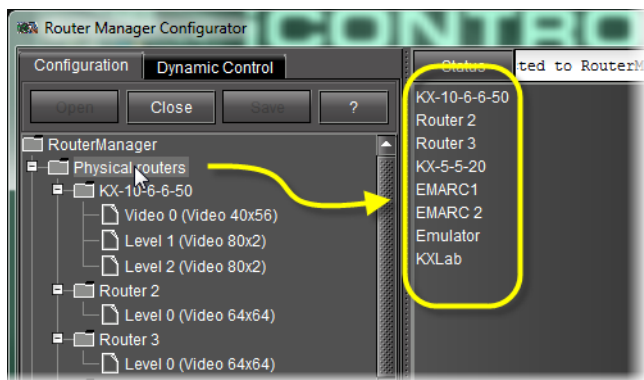 CONTRO
Router Manager Configurator
Configuration
Dynamic Control
Open
Close
Save
?
RouterManager
Physical routers
KX-10-6-6-50
Video 0 (Video 40x56)
Level 1 (Video 80x2)
Level 2 (Video 80x2)
Router 2
Level 0 (Video 64x64)
Router 3
Level 0 (Video 64x64)
Status
ted to RouterM
KX-10-6-6-50
Router 2
Router 3
KX-5-5-20
EMARC1
EMARC 2
Emulator
KXLab